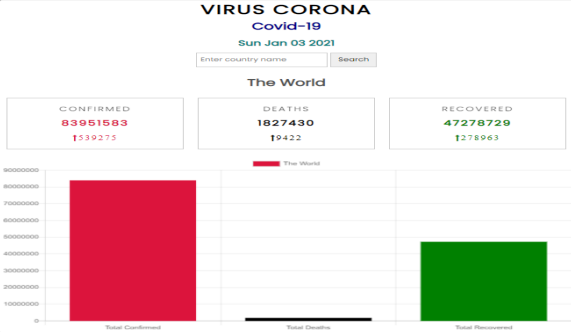 VIRUS CORONA
Covid-19
Sun Jan 03 2021
Enter country name Search
The World
CONFIRMED
83951583
↑539275
DEATHS
1827430
↑9422
RECOVERED
47278729
↑278963
The World
90000000
80000000
70000000
60000000
50000000
40000000
30000000
20000000
10000000
0
Total Confirmed Total Deaths Total Recovered